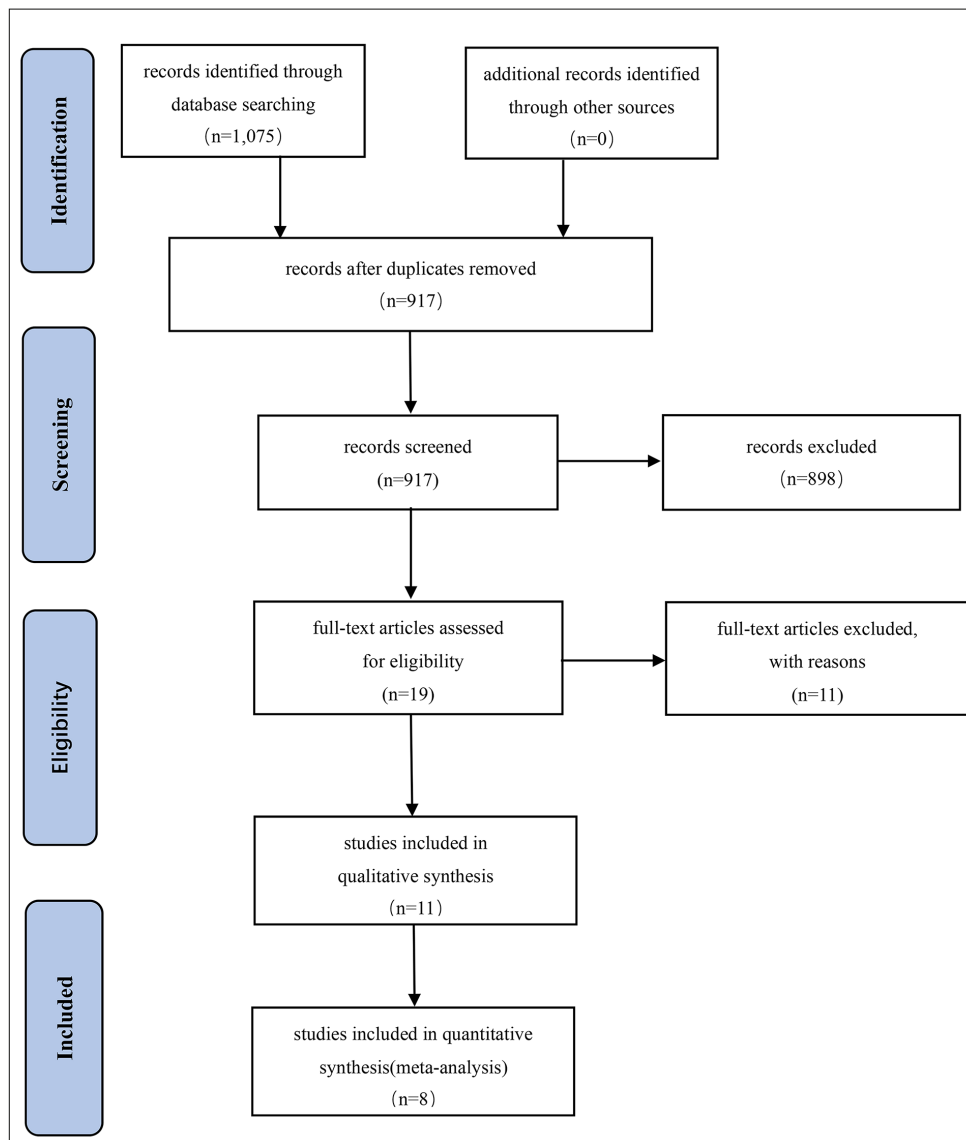 Identification
records identified through
database searching
（n=1,075）
additional records identified
through other sources
（n=0）
records after duplicates removed
（n=917）
Screening
records screened
(n=917)
records excluded
（n=898）
Eligibility
full-text articles assessed
for eligibility
(n=19)
full-text articles excluded,
with reasons
(n=11)
studies included in
qualitative synthesis
（n=11）
Included
studies included in quantitative
synthesis(meta-analysis)
（n=8）